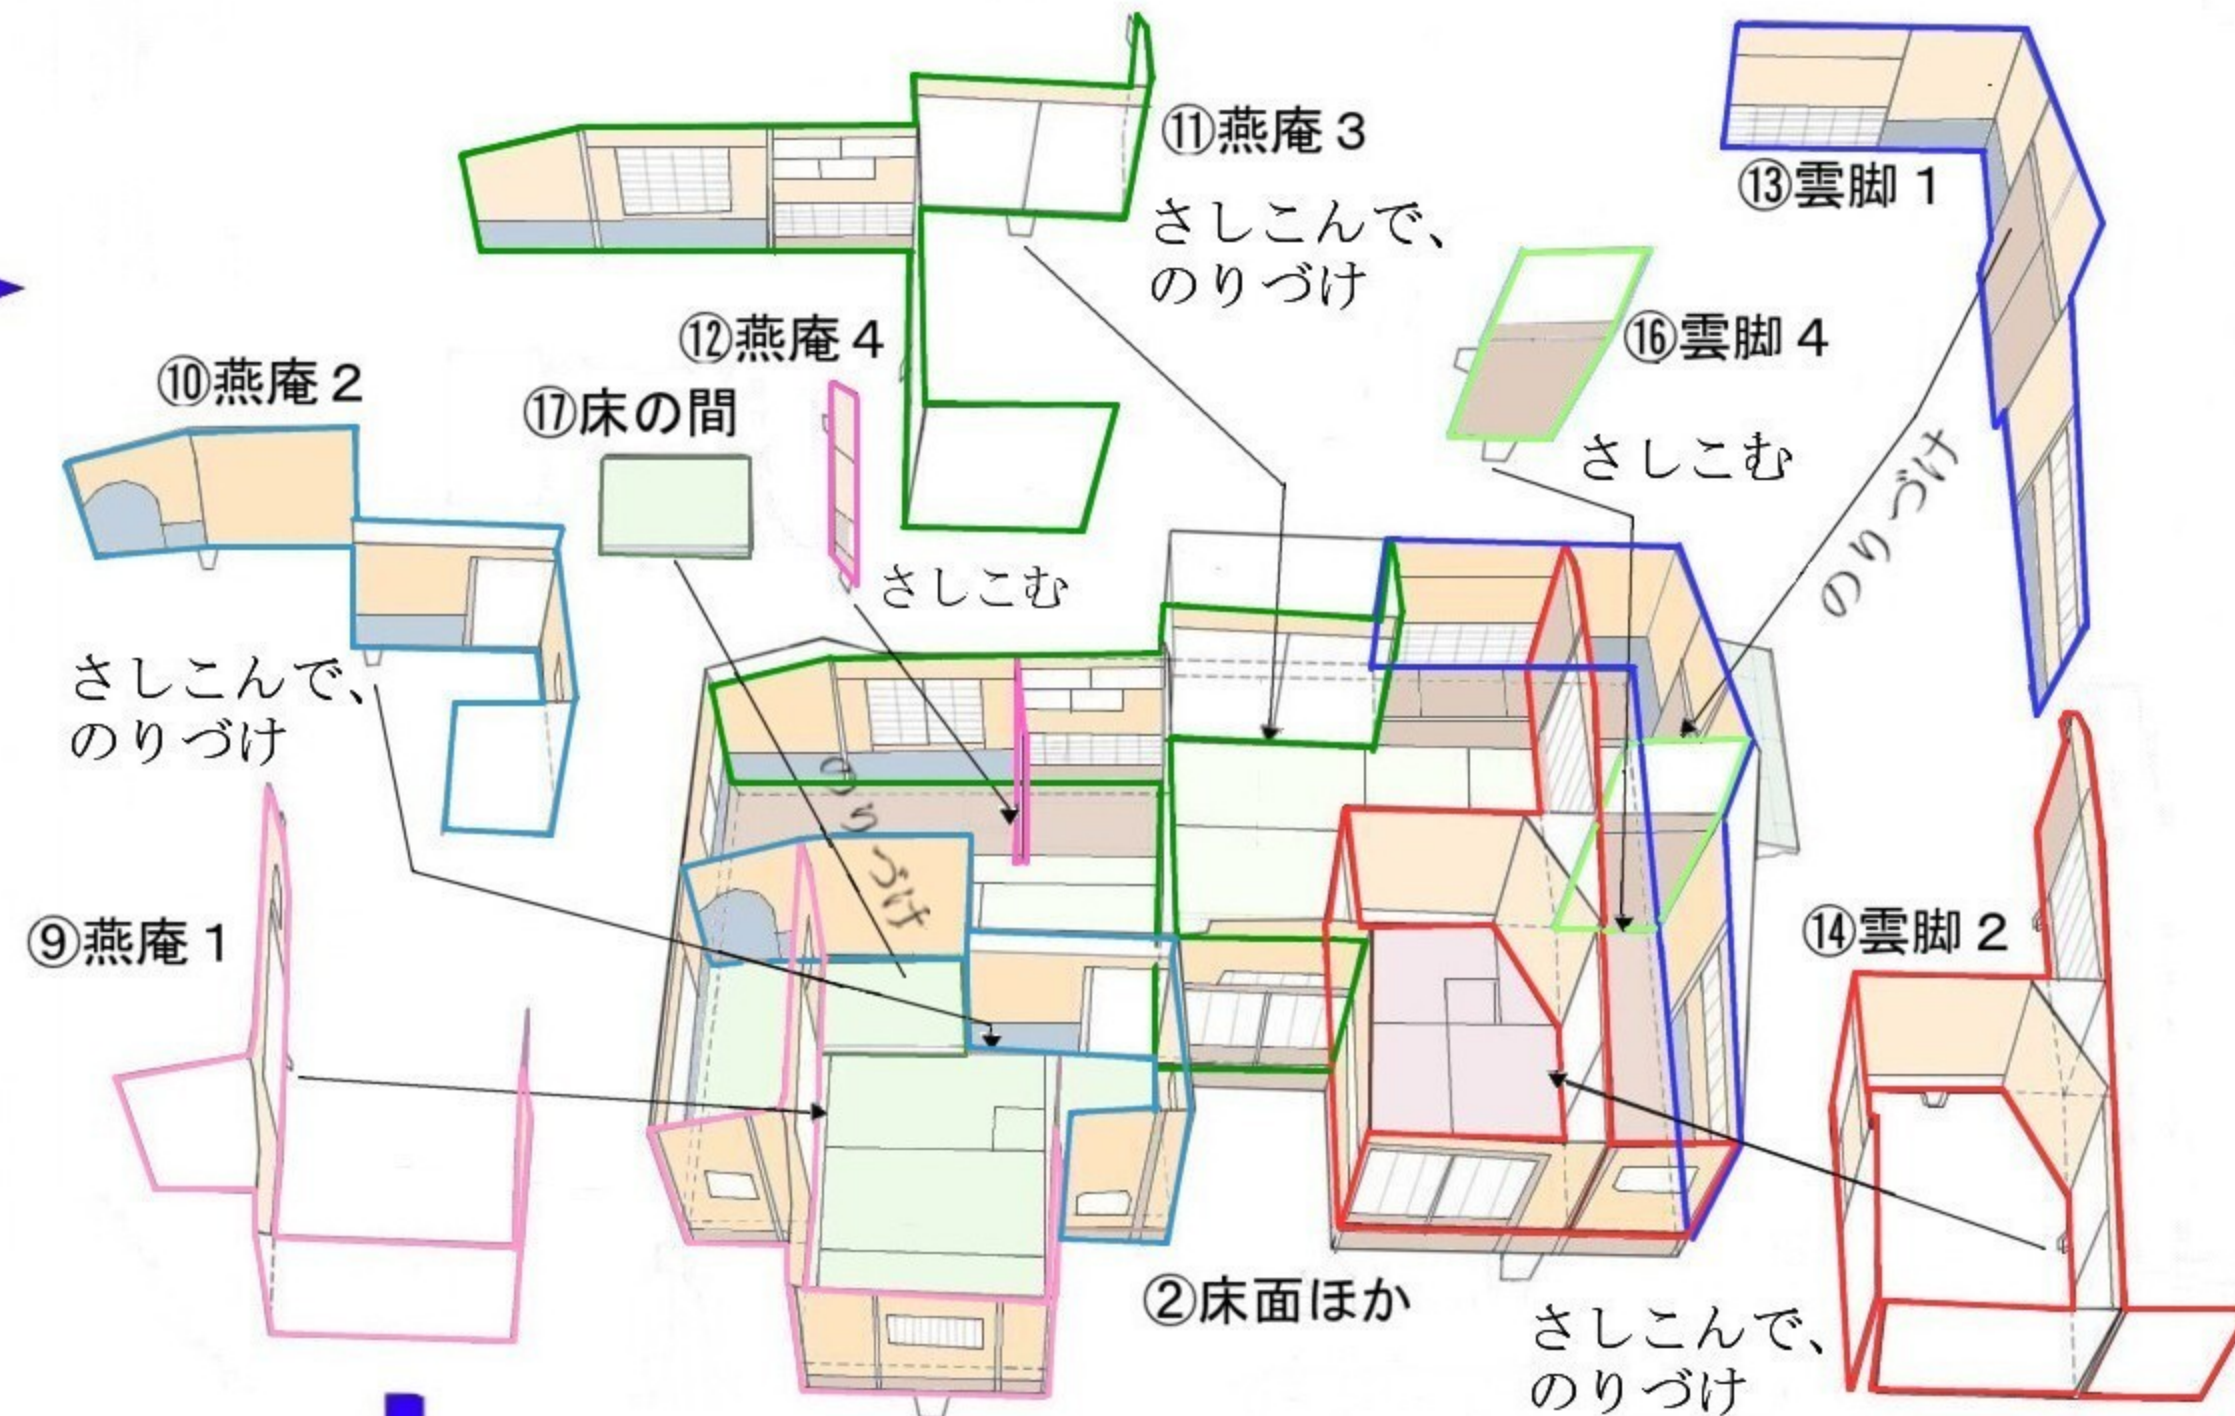 ⑪燕庵３
さしこんで、
のりづけ
⑬雲脚１
⑫燕庵４
⑯雲脚４
⑩燕庵２
⑰床の間
さしこむ
のりづけ
さしこむ
さしこんで、
のりづけ
のりづけ
⑨燕庵１
⑭雲脚２
②床面ほか
さしこんで、
のりづけ